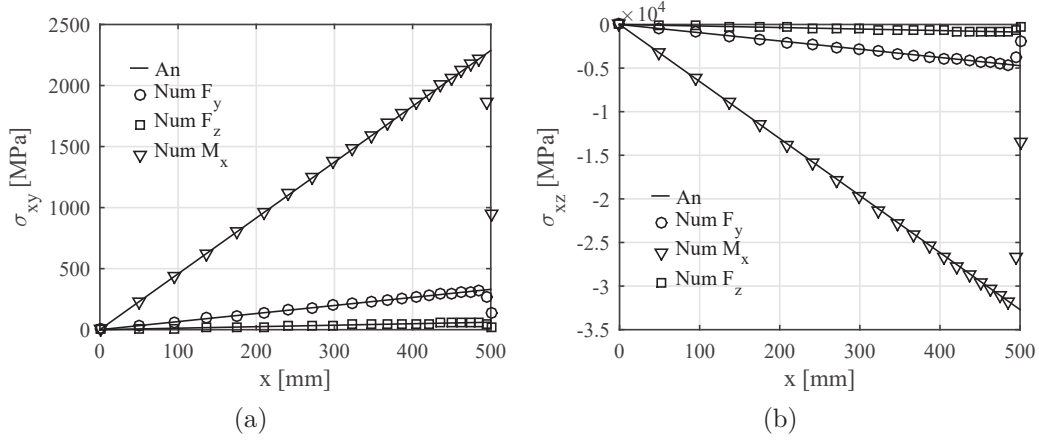 2500
2000
1500
1000
500
0
σxy [MPa]
An
Num Fy
Num Fz
Num Mx
0 100 200 300 400 500
x [mm]
(a)
×10^4
0
-0.5
-1
-1.5
-2
-2.5
-3
-3.5
σxz [MPa]
An
Num Fy
Num Mx
Num Fz
0 100 200 300 400 500
x [mm]
(b)